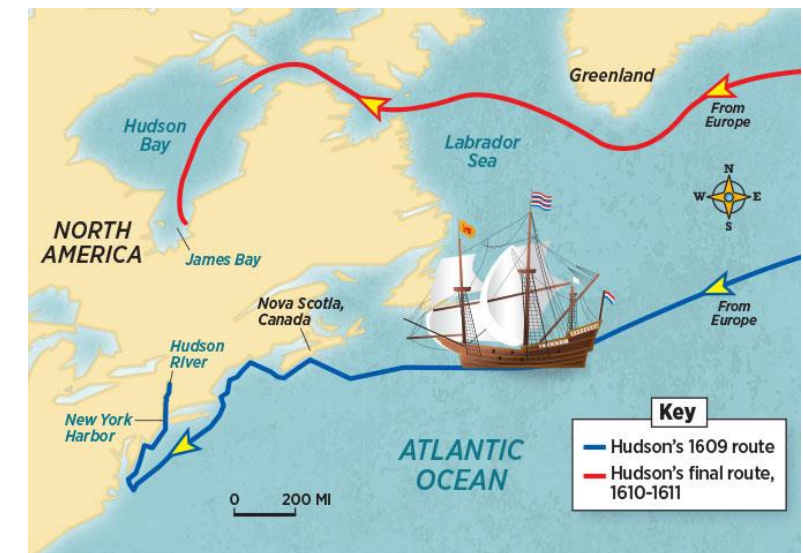 Greenland
From
Europe
Hudson
Bay
Labrador
Sea
N
W
E
S
NORTH
AMERICA
James Bay
Nova Scotia,
Canada
From
Europe
Hudson
River
New York
Harbor
ATLANTIC
OCEAN
0 200 MI
Key
Hudson's 1609 route
Hudson's final route,
1610-1611